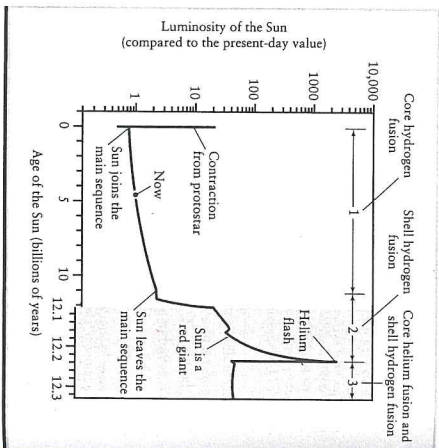 Luminosity of the Sun
(compared to the present-day value)
10,000
1000
100
10
1
Core hydrogen
fusion
Shell hydrogen
fusion
Core helium fusion and
shell hydrogen fusion
1
2
3
Contraction
from protostar
Now
Sun joins the
main sequence
Helium
flash
Sun is a
red giant
Sun leaves the
main sequence
0
5
10
12.1
12.2
12.3
Age of the Sun (billions of years)